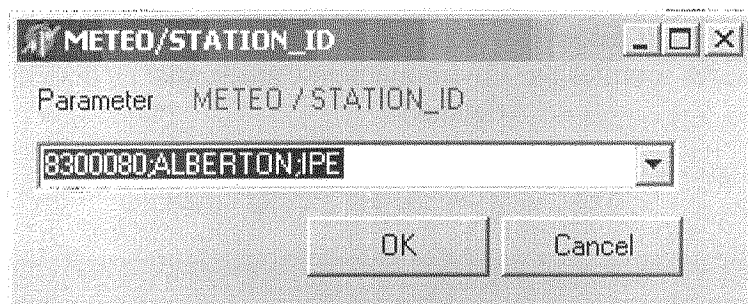 METEO/STATION_ID
Parameter METEO / STATION_ID
8300080;ALBERTON;IPE
OK Cancel